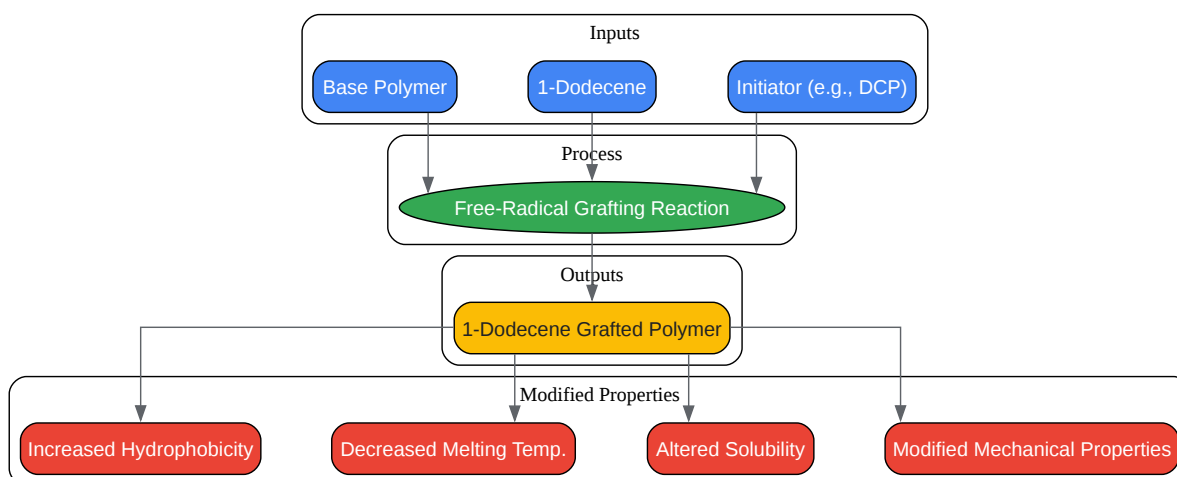 Inputs
Base Polymer
1-Dodecene
Initiator (e.g., DCP)
Process
Free-Radical Grafting Reaction
Outputs
1-Dodecene Grafted Polymer
Modified Properties
Increased Hydrophobicity
Decreased Melting Temp.
Altered Solubility
Modified Mechanical Properties